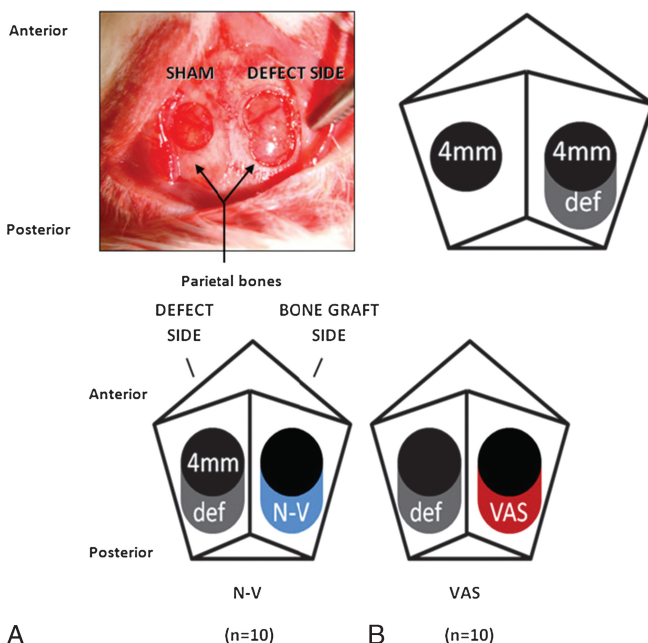 Anterior
SHAM DEFECT SIDE
Posterior
Parietal bones
4mm 4mm
def
DEFECT
SIDE
BONE GRAFT
SIDE
Anterior
4mm
def N-V
def VAS
Posterior
N-V VAS
A (n=10) B (n=10)